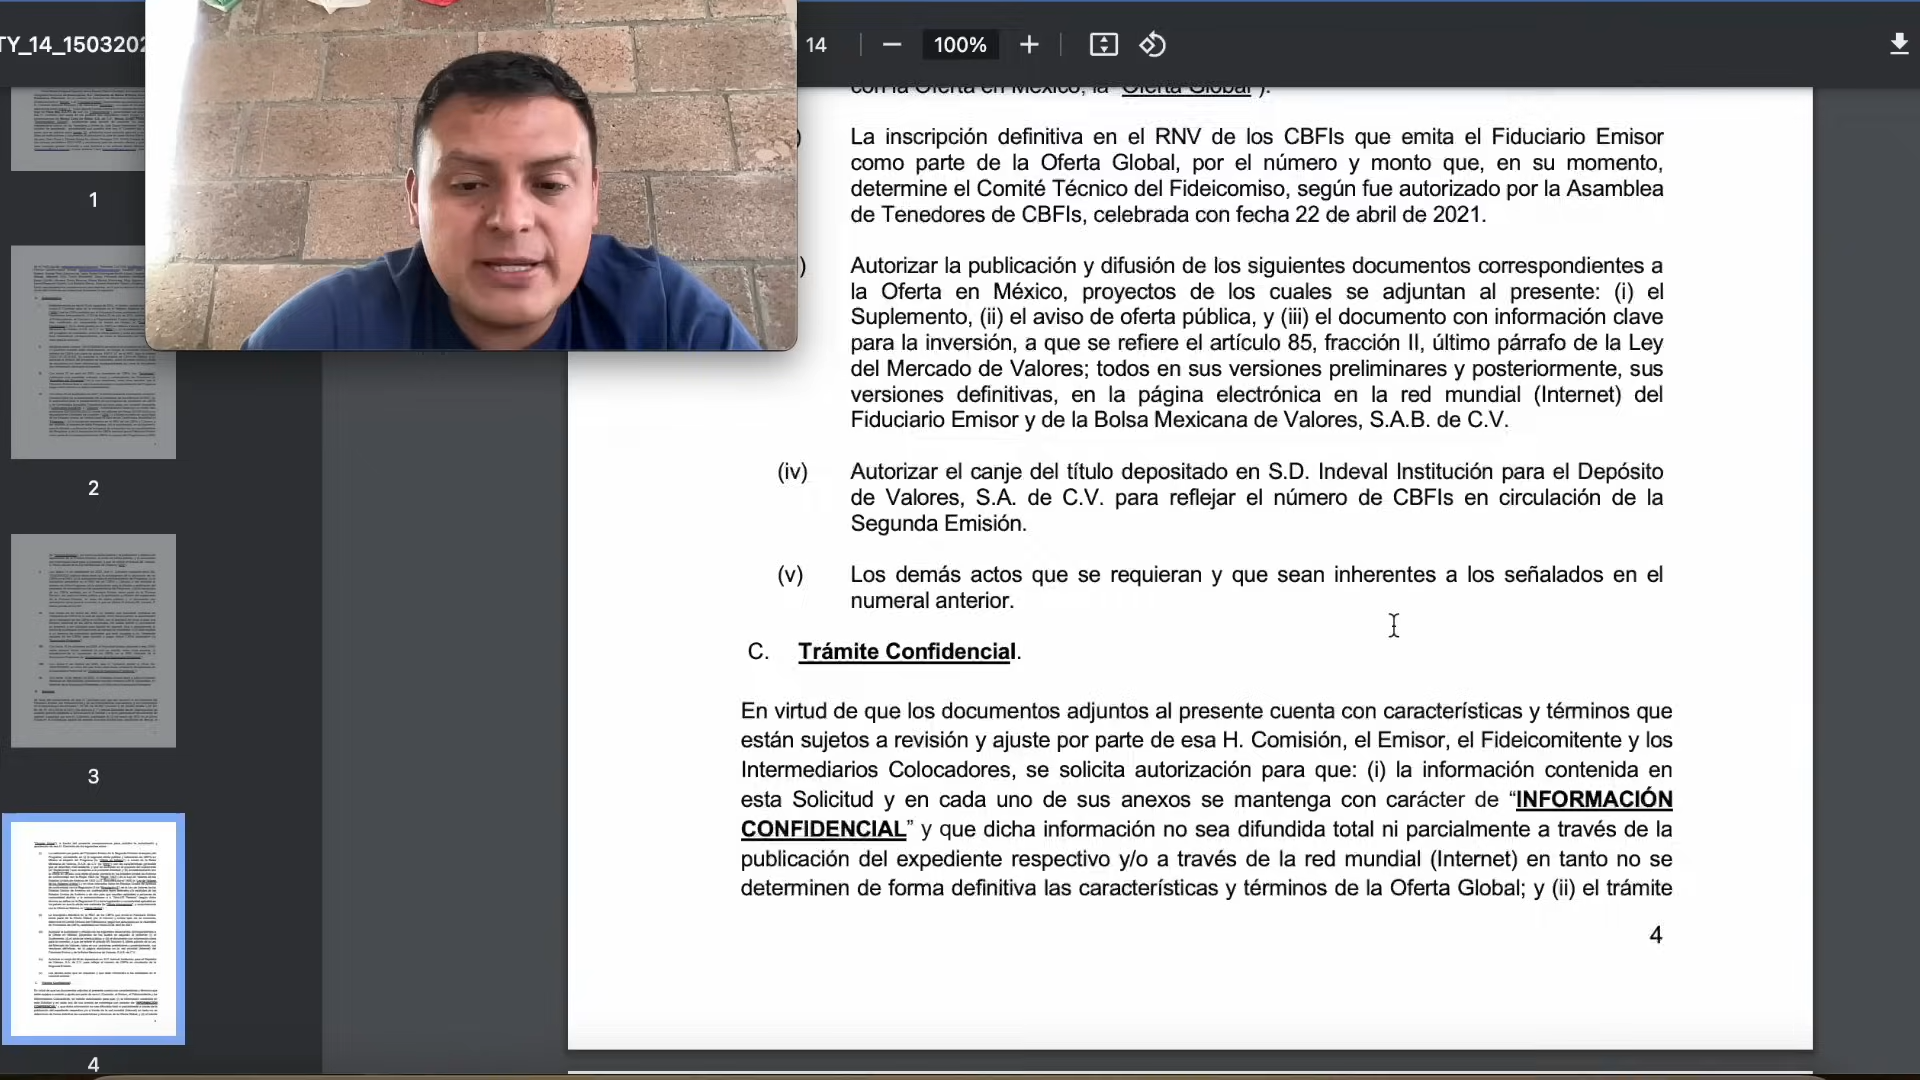 TY_14_1503202
14
100%
con la Oferta en México, la "Oferta Global").
) La inscripción definitiva en el RNV de los CBFIs que emita el Fiduciario Emisor
como parte de la Oferta Global, por el número y monto que, en su momento,
determine el Comité Técnico del Fideicomiso, según fue autorizado por la Asamblea
de Tenedores de CBFIs, celebrada con fecha 22 de abril de 2021.
) Autorizar la publicación y difusión de los siguientes documentos correspondientes a
la Oferta en México, proyectos de los cuales se adjuntan al presente: (i) el
Suplemento, (ii) el aviso de oferta pública, y (iii) el documento con información clave
para la inversión, a que se refiere el artículo 85, fracción II, último párrafo de la Ley
del Mercado de Valores; todos en sus versiones preliminares y posteriormente, sus
versiones definitivas, en la página electrónica en la red mundial (Internet) del
Fiduciario Emisor y de la Bolsa Mexicana de Valores, S.A.B. de C.V.
(iv) Autorizar el canje del título depositado en S.D. Indeval Institución para el Depósito
de Valores, S.A. de C.V. para reflejar el número de CBFIs en circulación de la
Segunda Emisión.
(v) Los demás actos que se requieran y que sean inherentes a los señalados en el
numeral anterior.
C. Trámite Confidencial.
En virtud de que los documentos adjuntos al presente cuenta con características y términos que
están sujetos a revisión y ajuste por parte de esa H. Comisión, el Emisor, el Fideicomitente y los
Intermediarios Colocadores, se solicita autorización para que: (i) la información contenida en
esta Solicitud y en cada uno de sus anexos se mantenga con carácter de “INFORMACIÓN
CONFIDENCIAL” y que dicha información no sea difundida total ni parcialmente a través de la
publicación del expediente respectivo y/o a través de la red mundial (Internet) en tanto no se
determinen de forma definitiva las características y términos de la Oferta Global; y (ii) el trámite
4
1
2
3
4